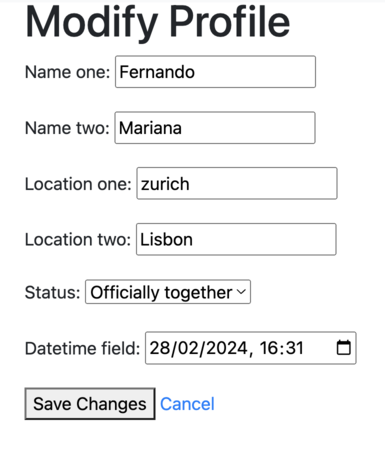 Modify Profile
Name one: Fernando
Name two: Mariana
Location one: zurich
Location two: Lisbon
Status: Officially together
Datetime field: 28/02/2024, 16:31
Save Changes Cancel